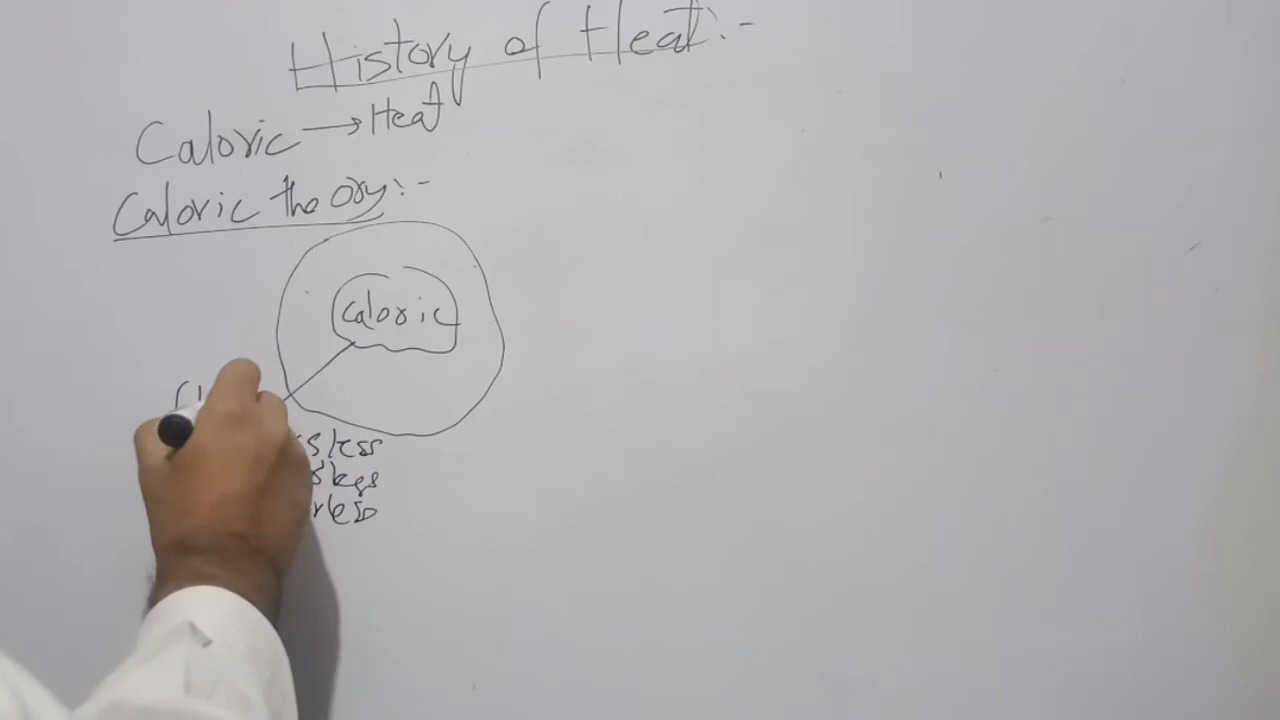 History of Heat:-
Caloric → Heat
Caloric theory:-
Caloric